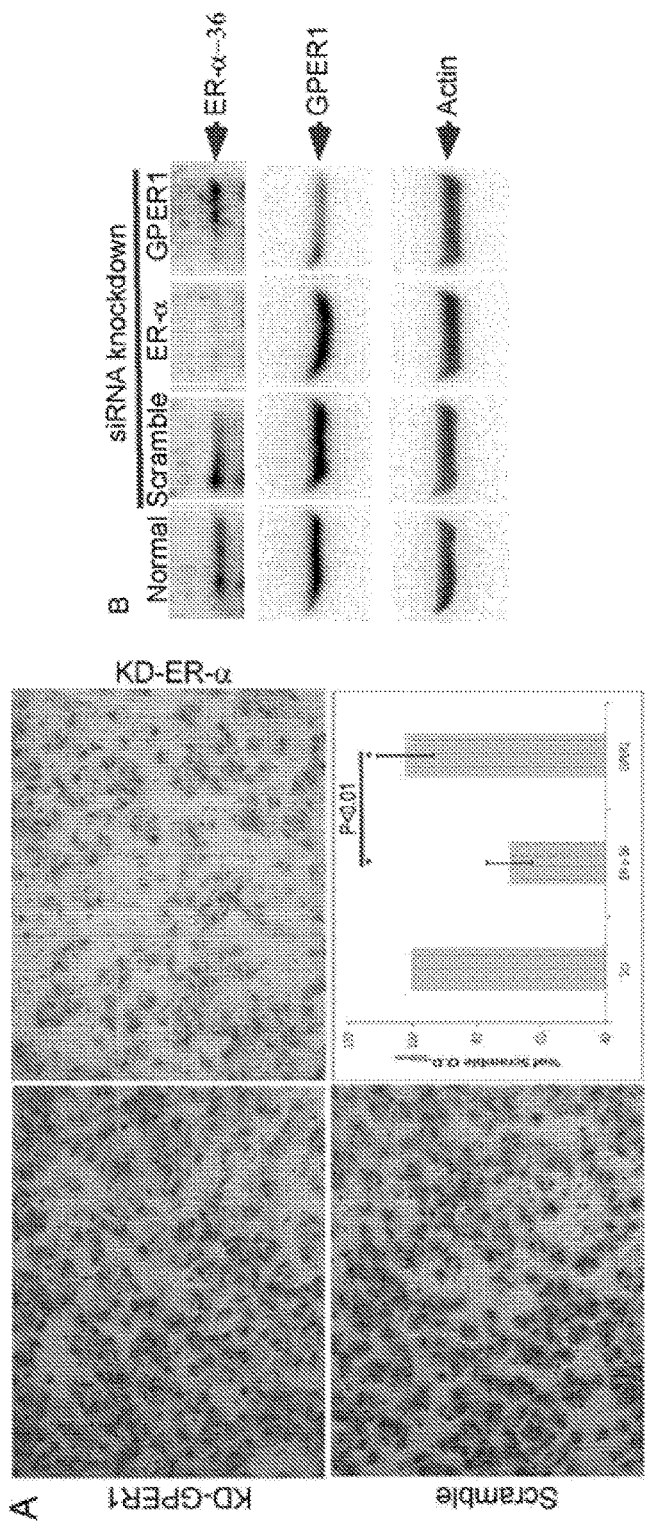 A
KD-GPER1
KD-ER-α
Scramble
P<0.01
B
siRNA knockdown
Normal Scramble ER-α GPER1
ER-α-36
GPER1
Actin